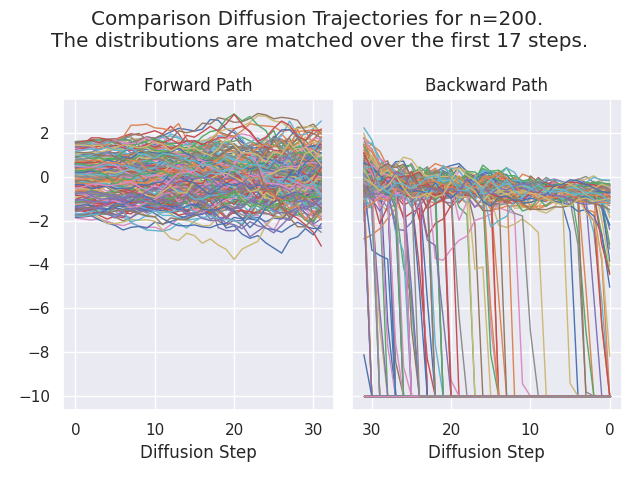 Comparison Diffusion Trajectories for n=200.
The distributions are matched over the first 17 steps.
Forward Path
Backward Path
2
0
−2
−4
−6
−8
−10
0 10 20 30
30 20 10 0
Diffusion Step
Diffusion Step